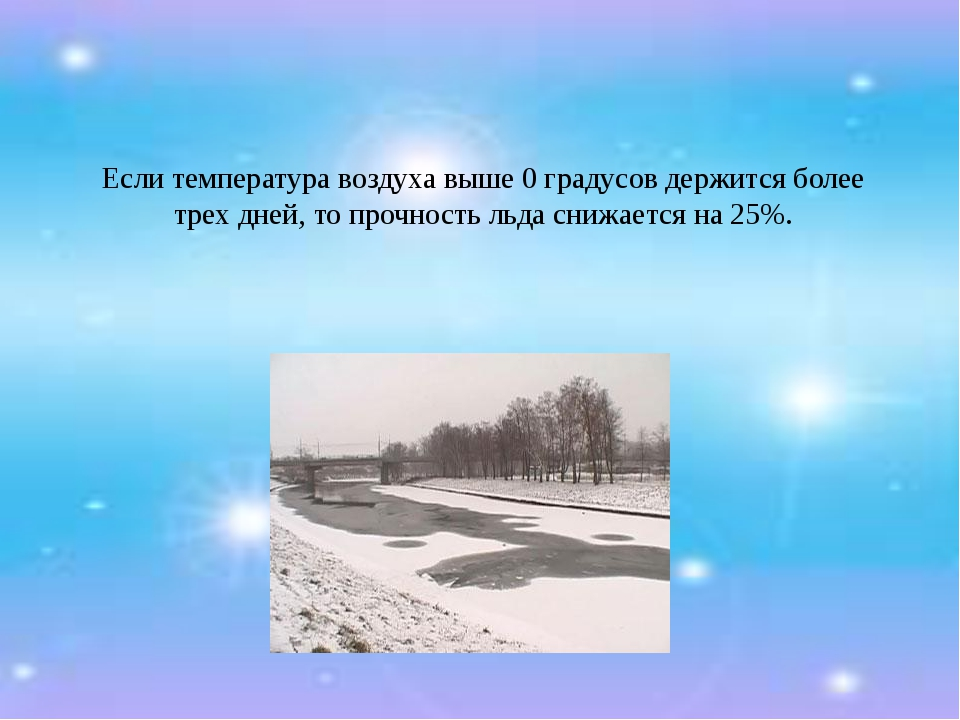 Если температура воздуха выше 0 градусов держится более
трех дней, то прочность льда снижается на 25%.